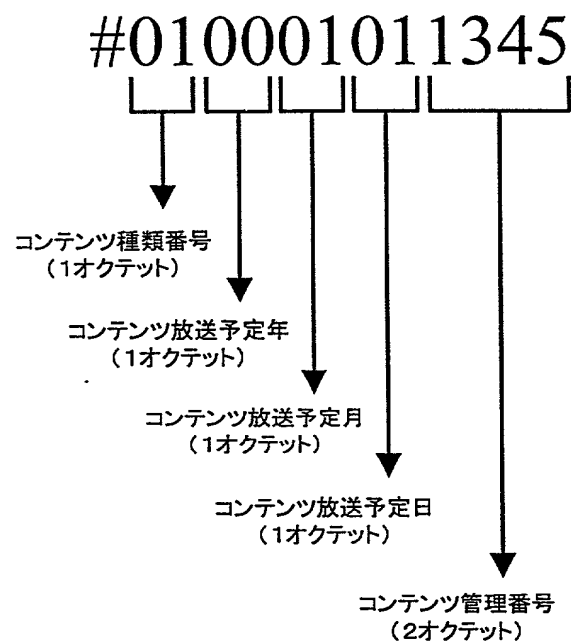 #010001011345
コンテンツ種類番号
(1オクテット)
コンテンツ放送予定年
(1オクテット)
コンテンツ放送予定月
(1オクテット)
コンテンツ放送予定日
(1オクテット)
コンテンツ管理番号
(2オクテット)